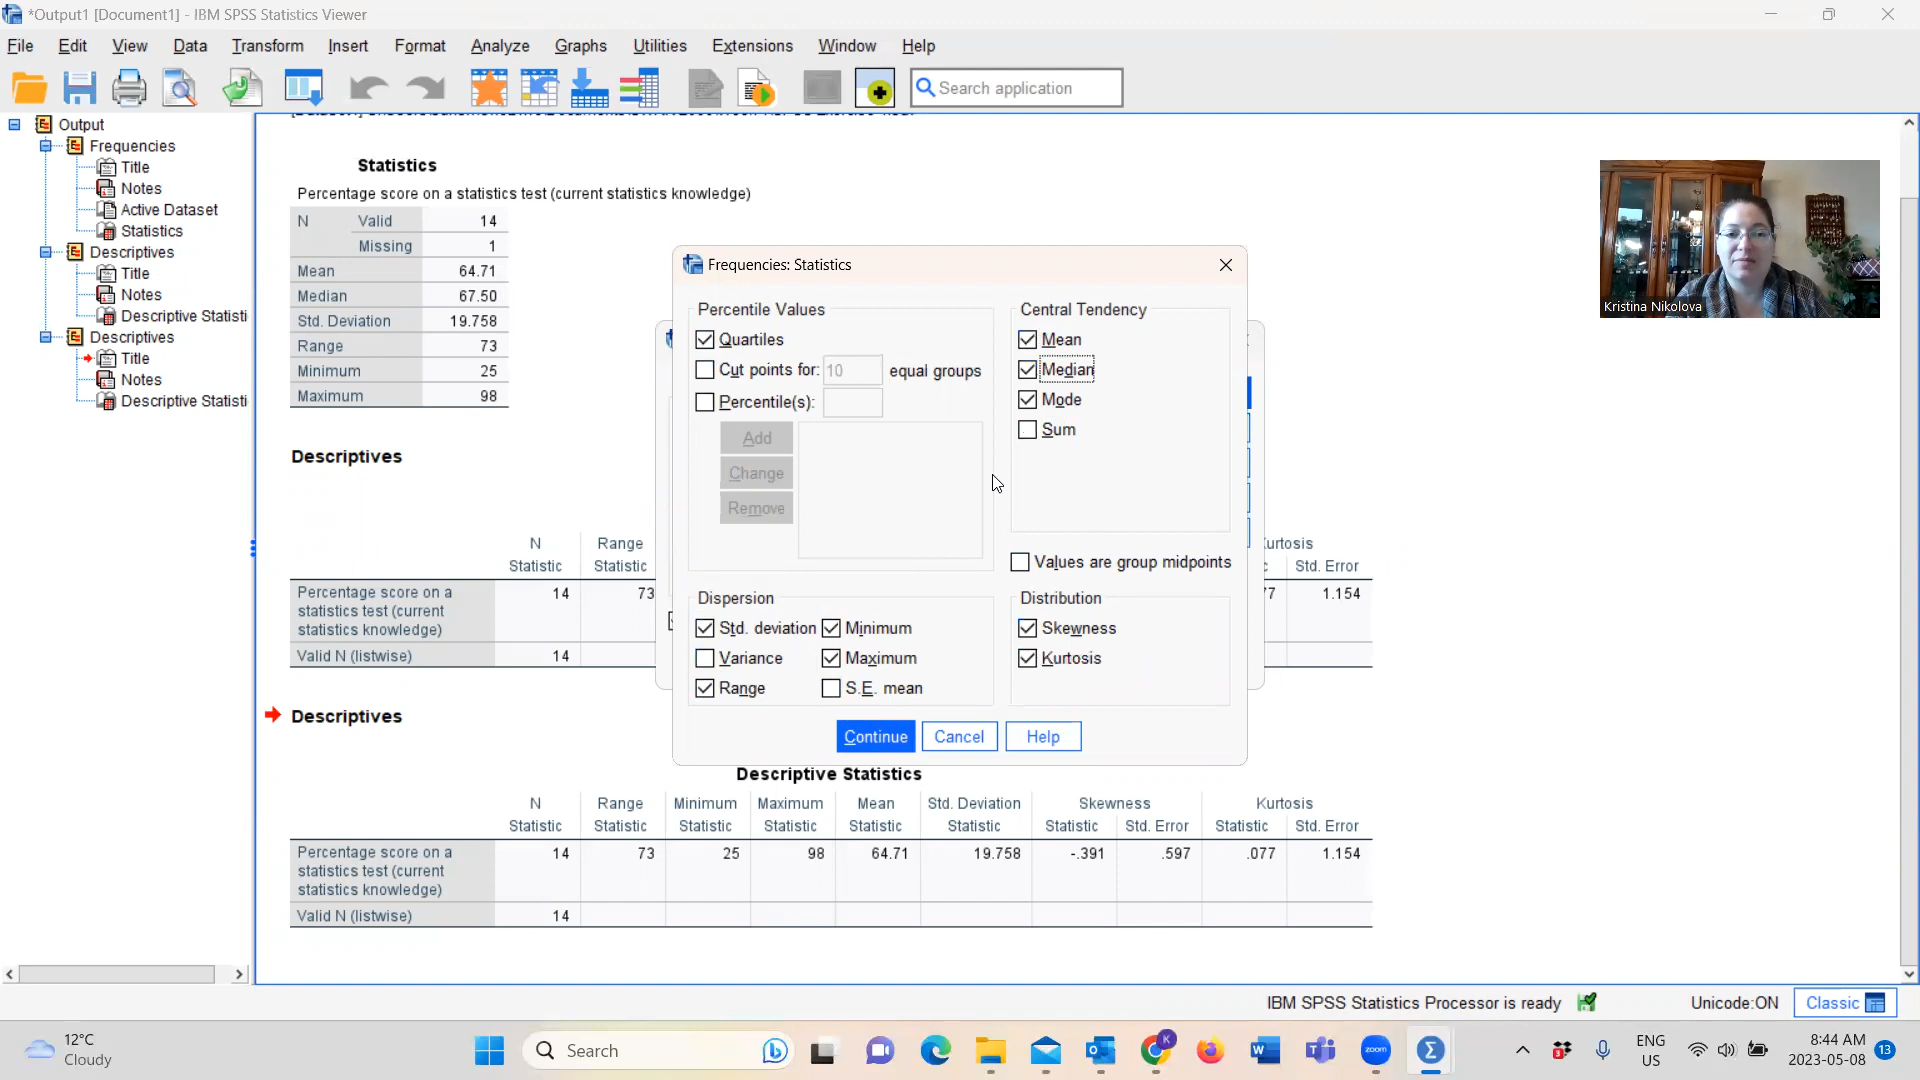 *Output1 [Document1] - IBM SPSS Statistics Viewer
File Edit View Data Transform Insert Format Analyze Graphs Utilities Extensions Window Help
Search application
Output
Frequencies
Title
Notes
Active Dataset
Statistics
Descriptives
Title
Notes
Descriptive Statisti
Descriptives
Title
Notes
Descriptive Statisti
Statistics
Percentage score on a statistics test (current statistics knowledge)
N Valid 14
Missing 1
Mean 64.71
Median 67.50
Std. Deviation 19.758
Range 73
Minimum 25
Maximum 98
Descriptives
N Range
Statistic Statistic
Percentage score on a 14 73
statistics test (current
statistics knowledge)
Valid N (listwise) 14
urtosis
c Std. Error
77 1.154
Frequencies: Statistics
Percentile Values
Quartiles
Cut points for: 10 equal groups
Percentile(s):
Add
Change
Remove
Central Tendency
Mean
Median
Mode
Sum
Values are group midpoints
Dispersion
Std. deviation Minimum
Variance Maximum
Range S.E. mean
Distribution
Skewness
Kurtosis
Continue Cancel Help
Kristina Nikolova
Descriptives
Descriptive Statistics
N Range Minimum Maximum Mean Std. Deviation Skewness Kurtosis
Statistic Statistic Statistic Statistic Statistic Statistic Statistic Std. Error Statistic Std. Error
Percentage score on a 14 73 25 98 64.71 19.758 -.391 .597 .077 1.154
statistics test (current
statistics knowledge)
Valid N (listwise) 14
IBM SPSS Statistics Processor is ready Unicode:ON Classic
12°C
Cloudy
Search
zoom
K
3
ENG
US
8:44 AM
2023-05-08
13